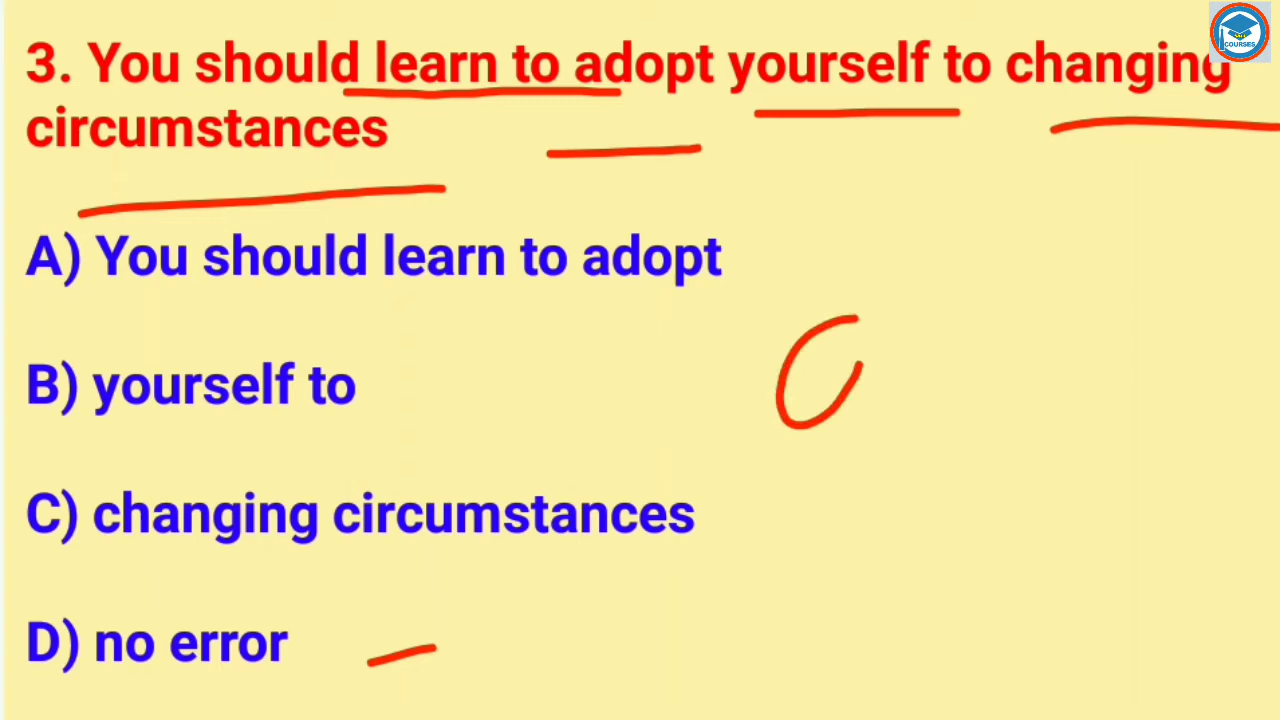 COURSES
3. You should learn to adopt yourself to changing
circumstances
A) You should learn to adopt
B) yourself to
C) changing circumstances
D) no error